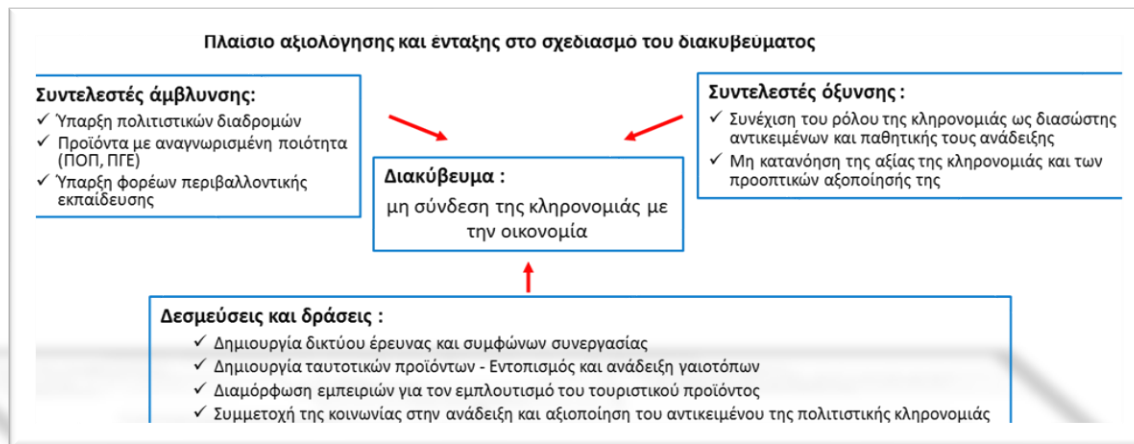 Πλαίσιο αξιολόγησης και ένταξης στο σχεδιασμό του διακυβεύματος
Συντελεστές άμβλυνσης:
✓ Ύπαρξη πολιτιστικών διαδρομών
✓ Προϊόντα με αναγνωρισμένη ποιότητα
(ΠΟΠ, ΠΓΕ)
✓ Ύπαρξη φορέων περιβαλλοντικής
εκπαίδευσης
Συντελεστές όξυνσης :
✓ Συνέχιση του ρόλου της κληρονομιάς ως διασώστης
αντικειμένων και παθητικής τους ανάδειξης
✓ Μη κατανόηση της αξίας της κληρονομιάς και των
προοπτικών αξοποίησής της
Διακύβευμα :
μη σύνδεση της κληρονομιάς με
την οικονομία
Δεσμεύσεις και δράσεις :
✓ Δημιουργία δικτύου έρευνας και συμφώνων συνεργασίας
✓ Δημιουργία ταυτοτικών προϊόντων - Εντοπισμός και ανάδειξη γαιοτόπων
✓ Διαμόρφωση εμπειριών για τον εμπλουτισμό του τουριστικού προϊόντος
✓ Συμμετοχή της κοινωνίας στην ανάδειξη και αξιοποίηση του αντικειμένου της πολιτιστικής κληρονομιάς